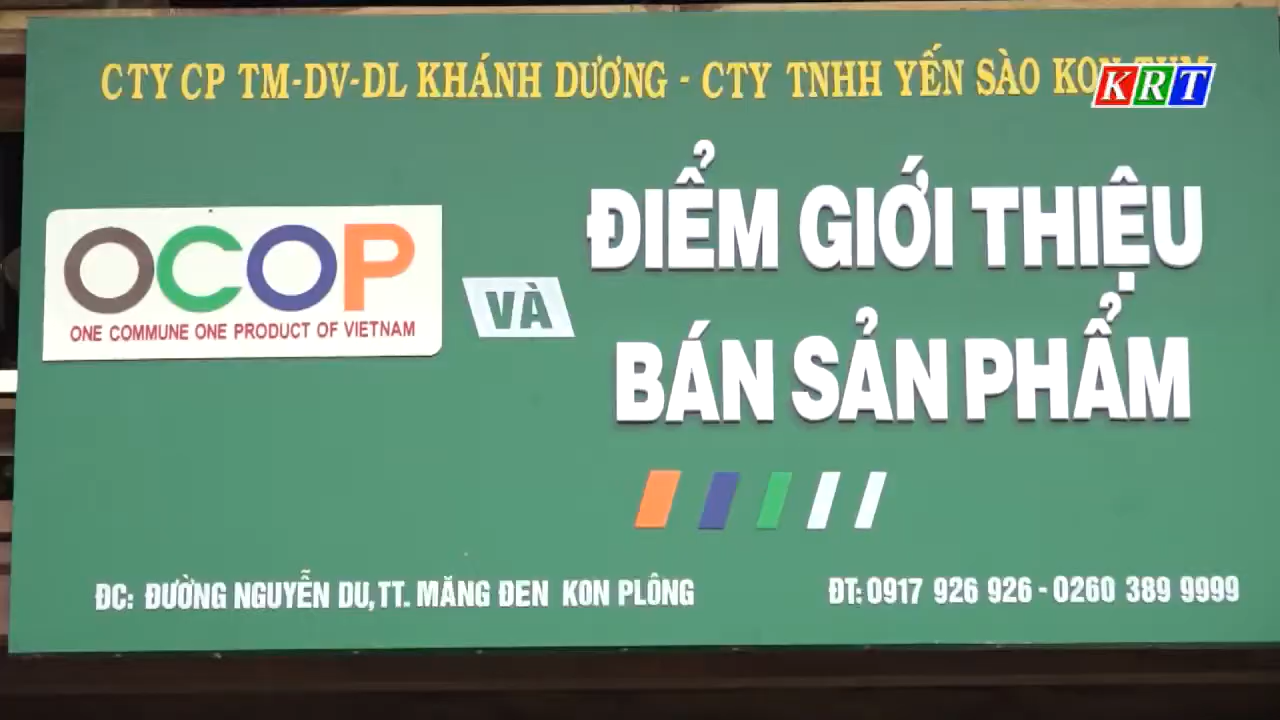 CTY CP TM-DV-DL KHÁNH DƯƠNG - CTY TNHH YẾN SÀO KON TUM
KRT
OCOP
ONE COMMUNE ONE PRODUCT OF VIETNAM
VÀ
ĐIỂM GIỚI THIỆU
BÁN SẢN PHẨM
ĐC: ĐƯỜNG NGUYỄN DU, TT. MĂNG ĐEN KON PLÔNG
ĐT: 0917 926 926 - 0260 389 9999